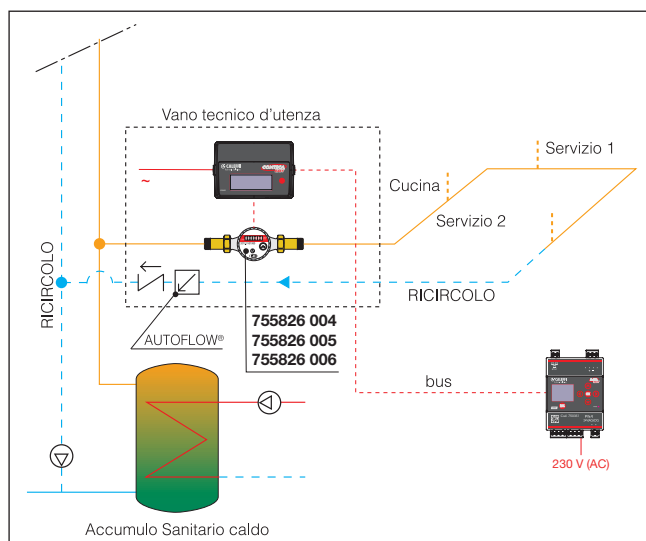 Vano tecnico d'utenza
Servizio 1
Cucina
Servizio 2
~
RICIRCOLO
RICIRCOLO
755826 004
755826 005
755826 006
AUTOFLOW®
bus
230 V (AC)
Accumulo Sanitario caldo